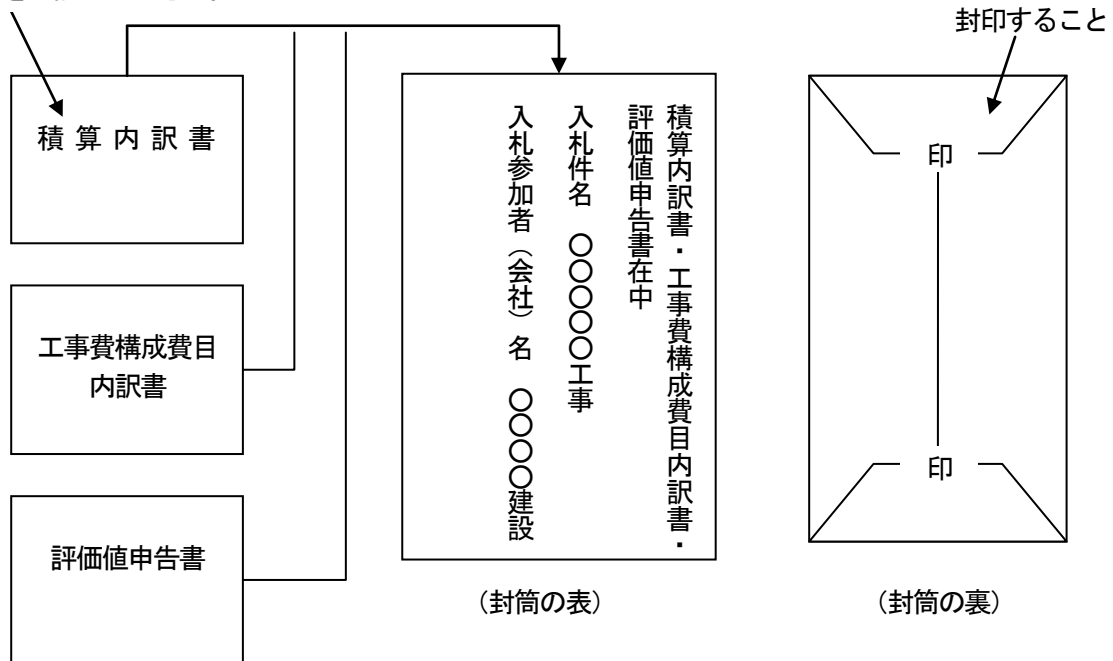 封印すること
積算内訳書
工事費構成費目
内訳書
評価値申告書
積算内訳書・工事費構成費目内訳書・
評価値申告書在中
入札件名　〇〇〇〇〇工事
入札参加者（会社）名　〇〇〇〇建設
（封筒の表）
印
印
（封筒の裏）